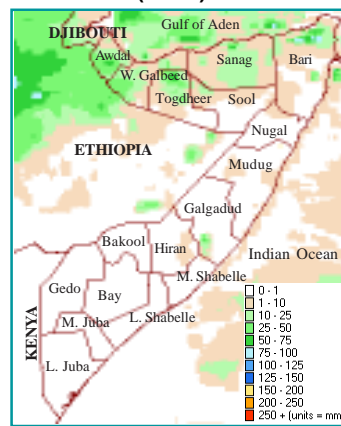 Gulf of Aden
DJIBOUTI
Awdal
Sanag
Bari
W. Galbeed
Togdheer
Sool
Nugal
ETHIOPIA
Mudug
Galgadud
Bakool
Hiran
Indian Ocean
M. Shabelle
Gedo
Bay
L. Shabelle
M. Juba
KENYA
L. Juba
0 - 1
1 - 10
10 - 25
25 - 50
50 - 75
75 - 100
100 - 125
125 - 150
150 - 200
200 - 250
250 + (units = mm